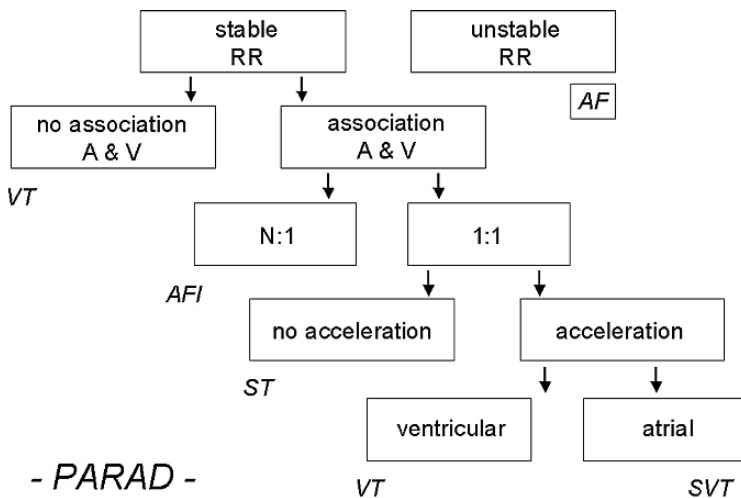 stable
RR
unstable
RR
AF
no association
A & V
association
A & V
VT
N:1
1:1
AFl
no acceleration
acceleration
ST
ventricular
atrial
- PARAD -
VT
SVT